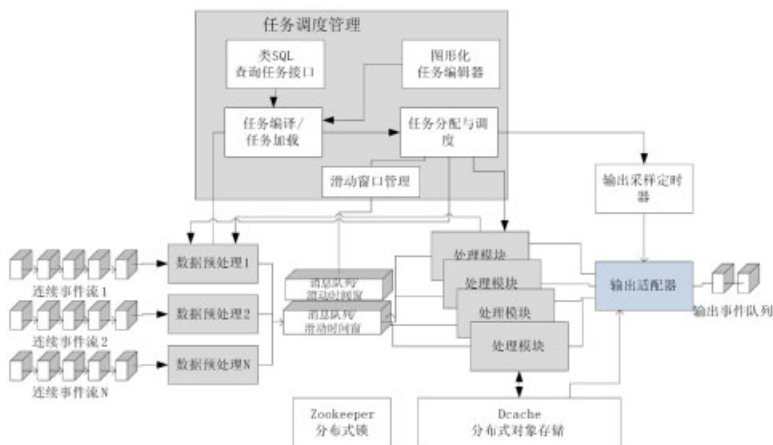 任务调度管理
类SQL
查询任务接口
图形化
任务编辑器
任务编译/
任务加载
任务分配与调
度
滑动窗口管理
输出采样定时
器
连续事件流1
数据预处理1
连续事件流2
数据预处理2
连续事件流N
数据预处理N
消息队列/
滑动时间窗
消息队列/
滑动时间窗
处理模块
处理模块
处理模块
处理模块
输出适配器
输出事件队列
Zookeeper
分布式锁
Dcache
分布式对象存储